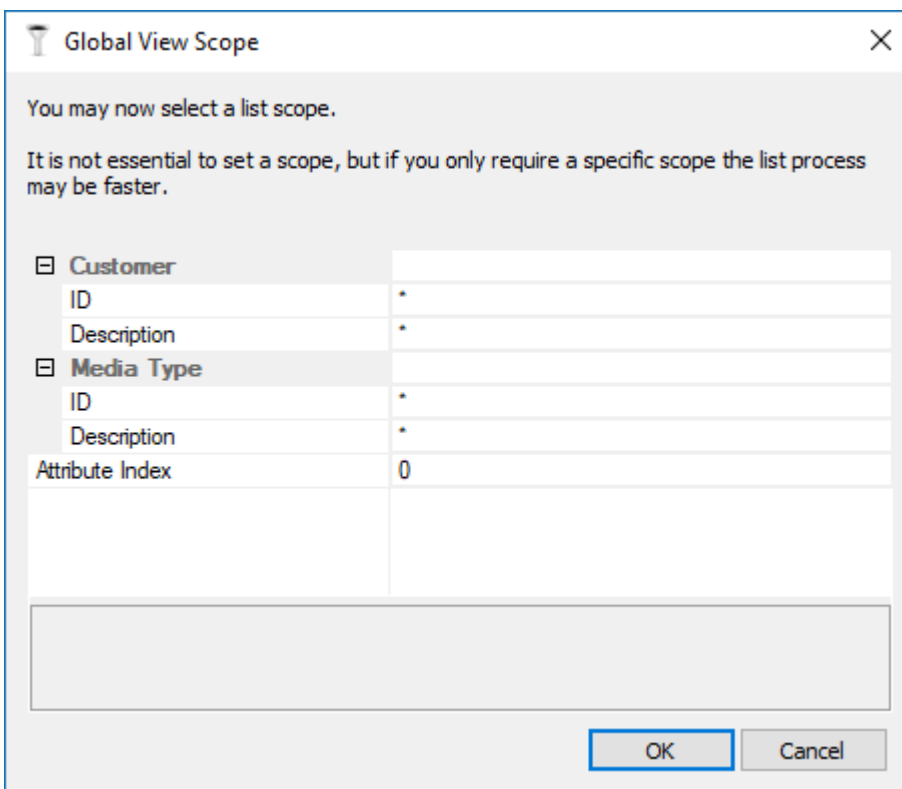 Global View Scope
You may now select a list scope.
It is not essential to set a scope, but if you only require a specific scope the list process
may be faster.
Customer
ID *
Description *
Media Type
ID *
Description *
Attribute Index 0
OK Cancel